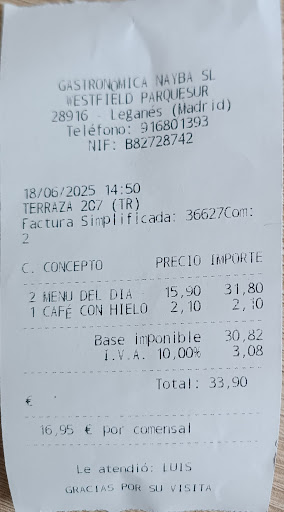 GASTRONOMICA NAYBA SL
WESTFIELD PARQUESUR
28916 - Leganés (Madrid)
Teléfono: 916801393
NIF: B82728742
18/06/2025 14:50
TERRAZA 207 (TR)
Factura Simplificada: 36627Com:
2
C. CONCEPTO PRECIO IMPORTE
2 MENU DEL DIA 15,90 31,80
1 CAFÉ CON HIELO 2,10 2,10
Base imponible 30,82
I.V.A. 10,00% 3,08
Total: 33,90
€
16,95 € por comensal
Le atendió: LUIS
GRACIAS POR SU VISITA